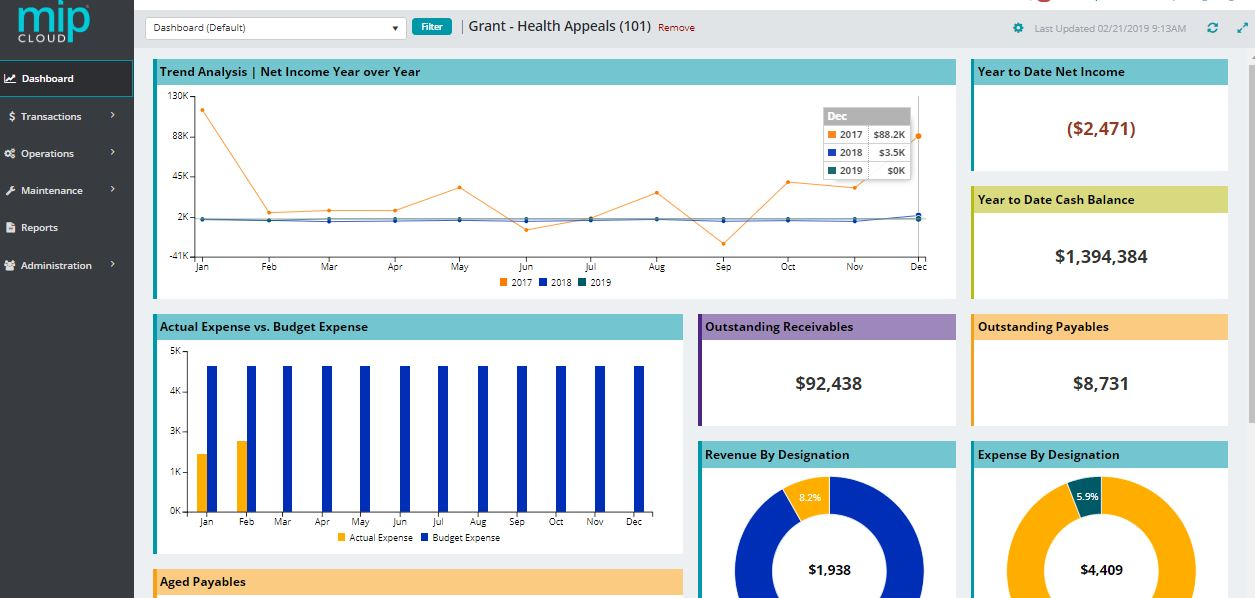 mip
CLOUD
Dashboard (Default)
Filter
Grant - Health Appeals (101) Remove
Last Updated 02/21/2019 9:13AM
Dashboard
Transactions
Operations
Maintenance
Reports
Administration
Trend Analysis | Net Income Year over Year
130K
88K
45K
2K
-41K
Jan Feb Mar Apr May Jun Jul Aug Sep Oct Nov Dec
Dec
2017 $88.2K
2018 $3.5K
2019 $0K
2017 2018 2019
Year to Date Net Income
($2,471)
Year to Date Cash Balance
$1,394,384
Actual Expense vs. Budget Expense
5K
4K
3K
1K
0K
Jan Feb Mar Apr May Jun Jul Aug Sep Oct Nov Dec
Actual Expense Budget Expense
Outstanding Receivables
$92,438
Outstanding Payables
$8,731
Revenue By Designation
8.2%
$1,938
Expense By Designation
5.9%
$4,409
Aged Payables